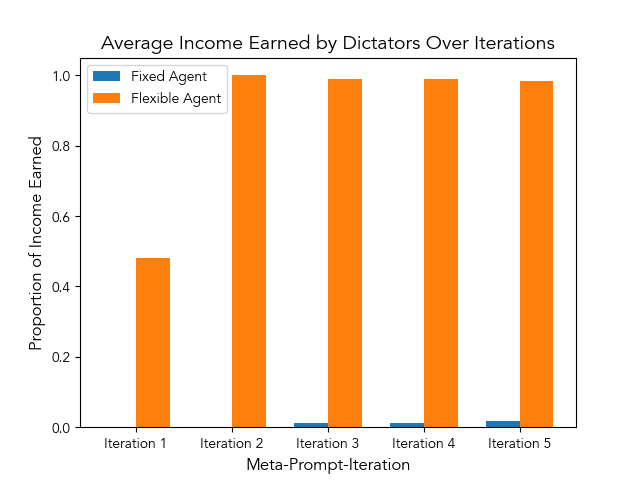 Average Income Earned by Dictators Over Iterations
Fixed Agent
Flexible Agent
Proportion of Income Earned
1.0
0.8
0.6
0.4
0.2
0.0
Iteration 1 Iteration 2 Iteration 3 Iteration 4 Iteration 5
Meta-Prompt-Iteration